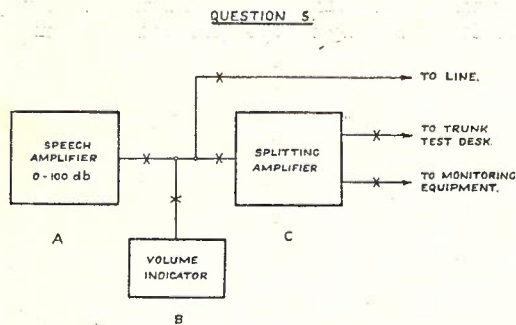 QUESTION 5.
TO LINE.
SPEECH
AMPLIFIER
0-100 db
SPLITTING
AMPLIFIER
TO TRUNK
TEST DESK.
TO MONITORING
EQUIPMENT.
A
C
VOLUME
INDICATOR
B